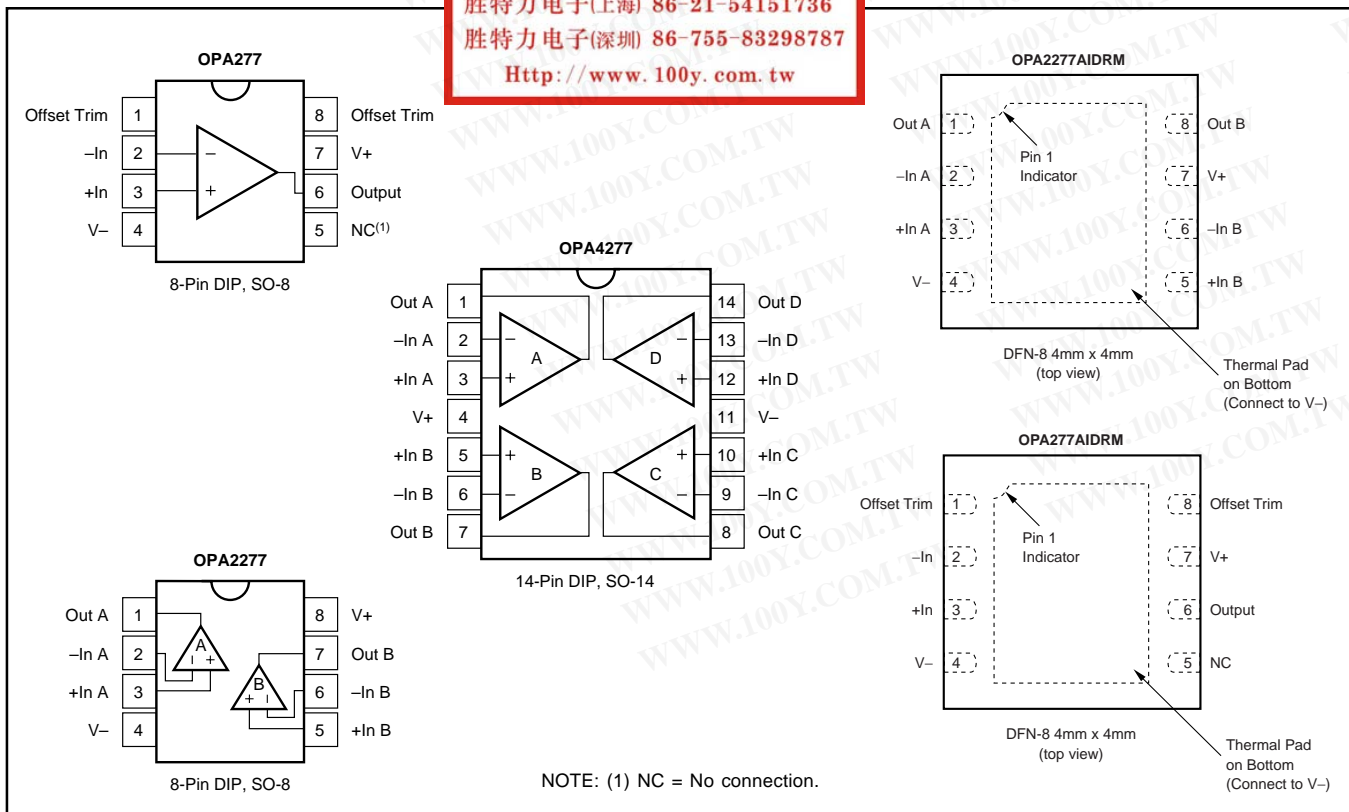 胜特力电子(上海) 86-21-54151736
胜特力电子(深圳) 86-755-83298787
Http://www.100y.com.tw
OPA277
Offset Trim 1 8 Offset Trim
–In 2 – 7 V+
+In 3 + 6 Output
V– 4 5 NC(1)
8-Pin DIP, SO-8
OPA4277
Out A 1 14 Out D
–In A 2 – A D – 13 –In D
+In A 3 + + 12 +In D
V+ 4 11 V–
+In B 5 + + 10 +In C
–In B 6 – B C – 9 –In C
Out B 7 8 Out C
14-Pin DIP, SO-14
OPA2277
Out A 1 8 V+
–In A 2 A – + 7 Out B
+In A 3 B + – 6 –In B
V– 4 5 +In B
8-Pin DIP, SO-8
NOTE: (1) NC = No connection.
OPA2277AIDRM
Out A 1 8 Out B
Pin 1
Indicator
–In A 2 7 V+
+In A 3 6 –In B
V– 4 5 +In B
DFN-8 4mm x 4mm
(top view)
Thermal Pad
on Bottom
(Connect to V–)
OPA277AIDRM
Offset Trim 1 8 Offset Trim
Pin 1
Indicator
–In 2 7 V+
+In 3 6 Output
V– 4 5 NC
DFN-8 4mm x 4mm
(top view)
Thermal Pad
on Bottom
(Connect to V–)
WWW.100Y.COM.TW